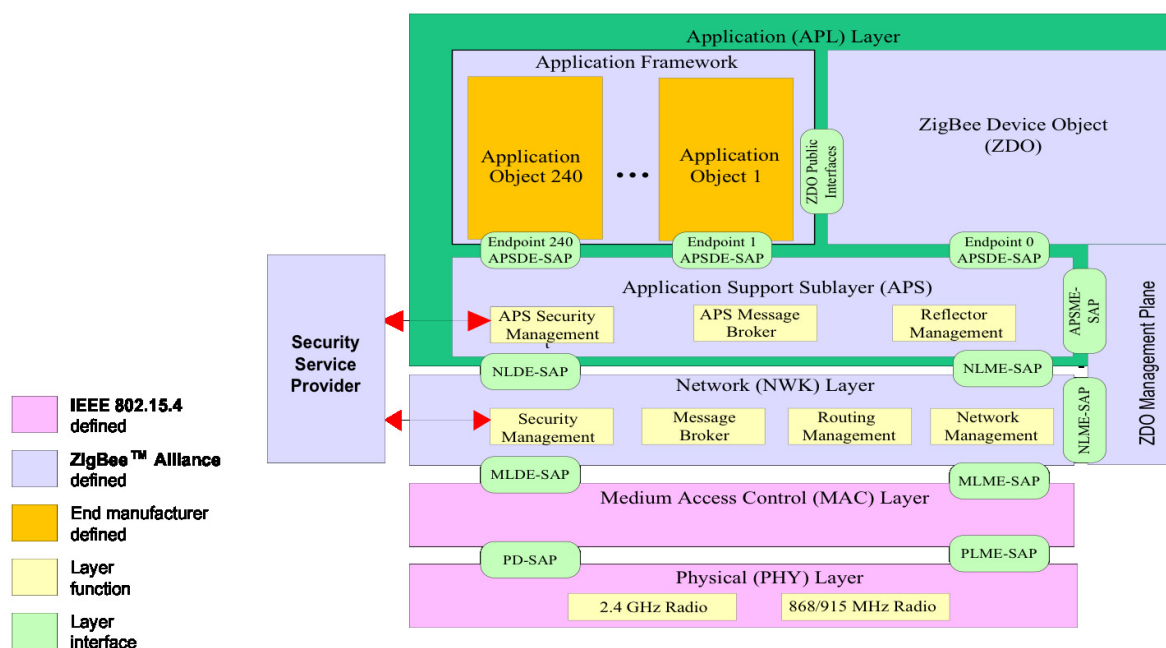 Application (APL) Layer
Application Framework
Application
Object 240
...
Application
Object 1
ZDO Public
Interfaces
ZigBee Device Object
(ZDO)
Endpoint 240
APSDE-SAP
Endpoint 1
APSDE-SAP
Endpoint 0
APSDE-SAP
Application Support Sublayer (APS)
APS Security
Management
APS Message
Broker
Reflector
Management
APSME-
SAP
ZDO Management Plane
Security
Service
Provider
NLDE-SAP
NLME-SAP
Network (NWK) Layer
Security
Management
Message
Broker
Routing
Management
Network
Management
NLME-SAP
MLDE-SAP
MLME-SAP
Medium Access Control (MAC) Layer
PD-SAP
PLME-SAP
Physical (PHY) Layer
2.4 GHz Radio
868/915 MHz Radio
IEEE 802.15.4
defined
ZigBee™ Alliance
defined
End manufacturer
defined
Layer
function
Layer
interface